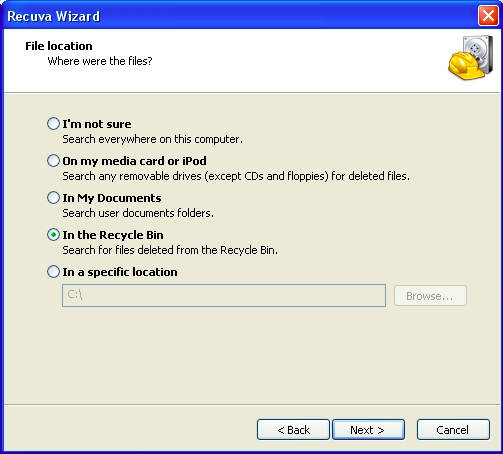 Recuva Wizard
File location
Where were the files?
I'm not sure
Search everywhere on this computer.
On my media card or iPod
Search any removable drives (except CDs and floppies) for deleted files.
In My Documents
Search user documents folders.
In the Recycle Bin
Search for files deleted from the Recycle Bin.
In a specific location
C:\
Browse...
< Back
Next >
Cancel